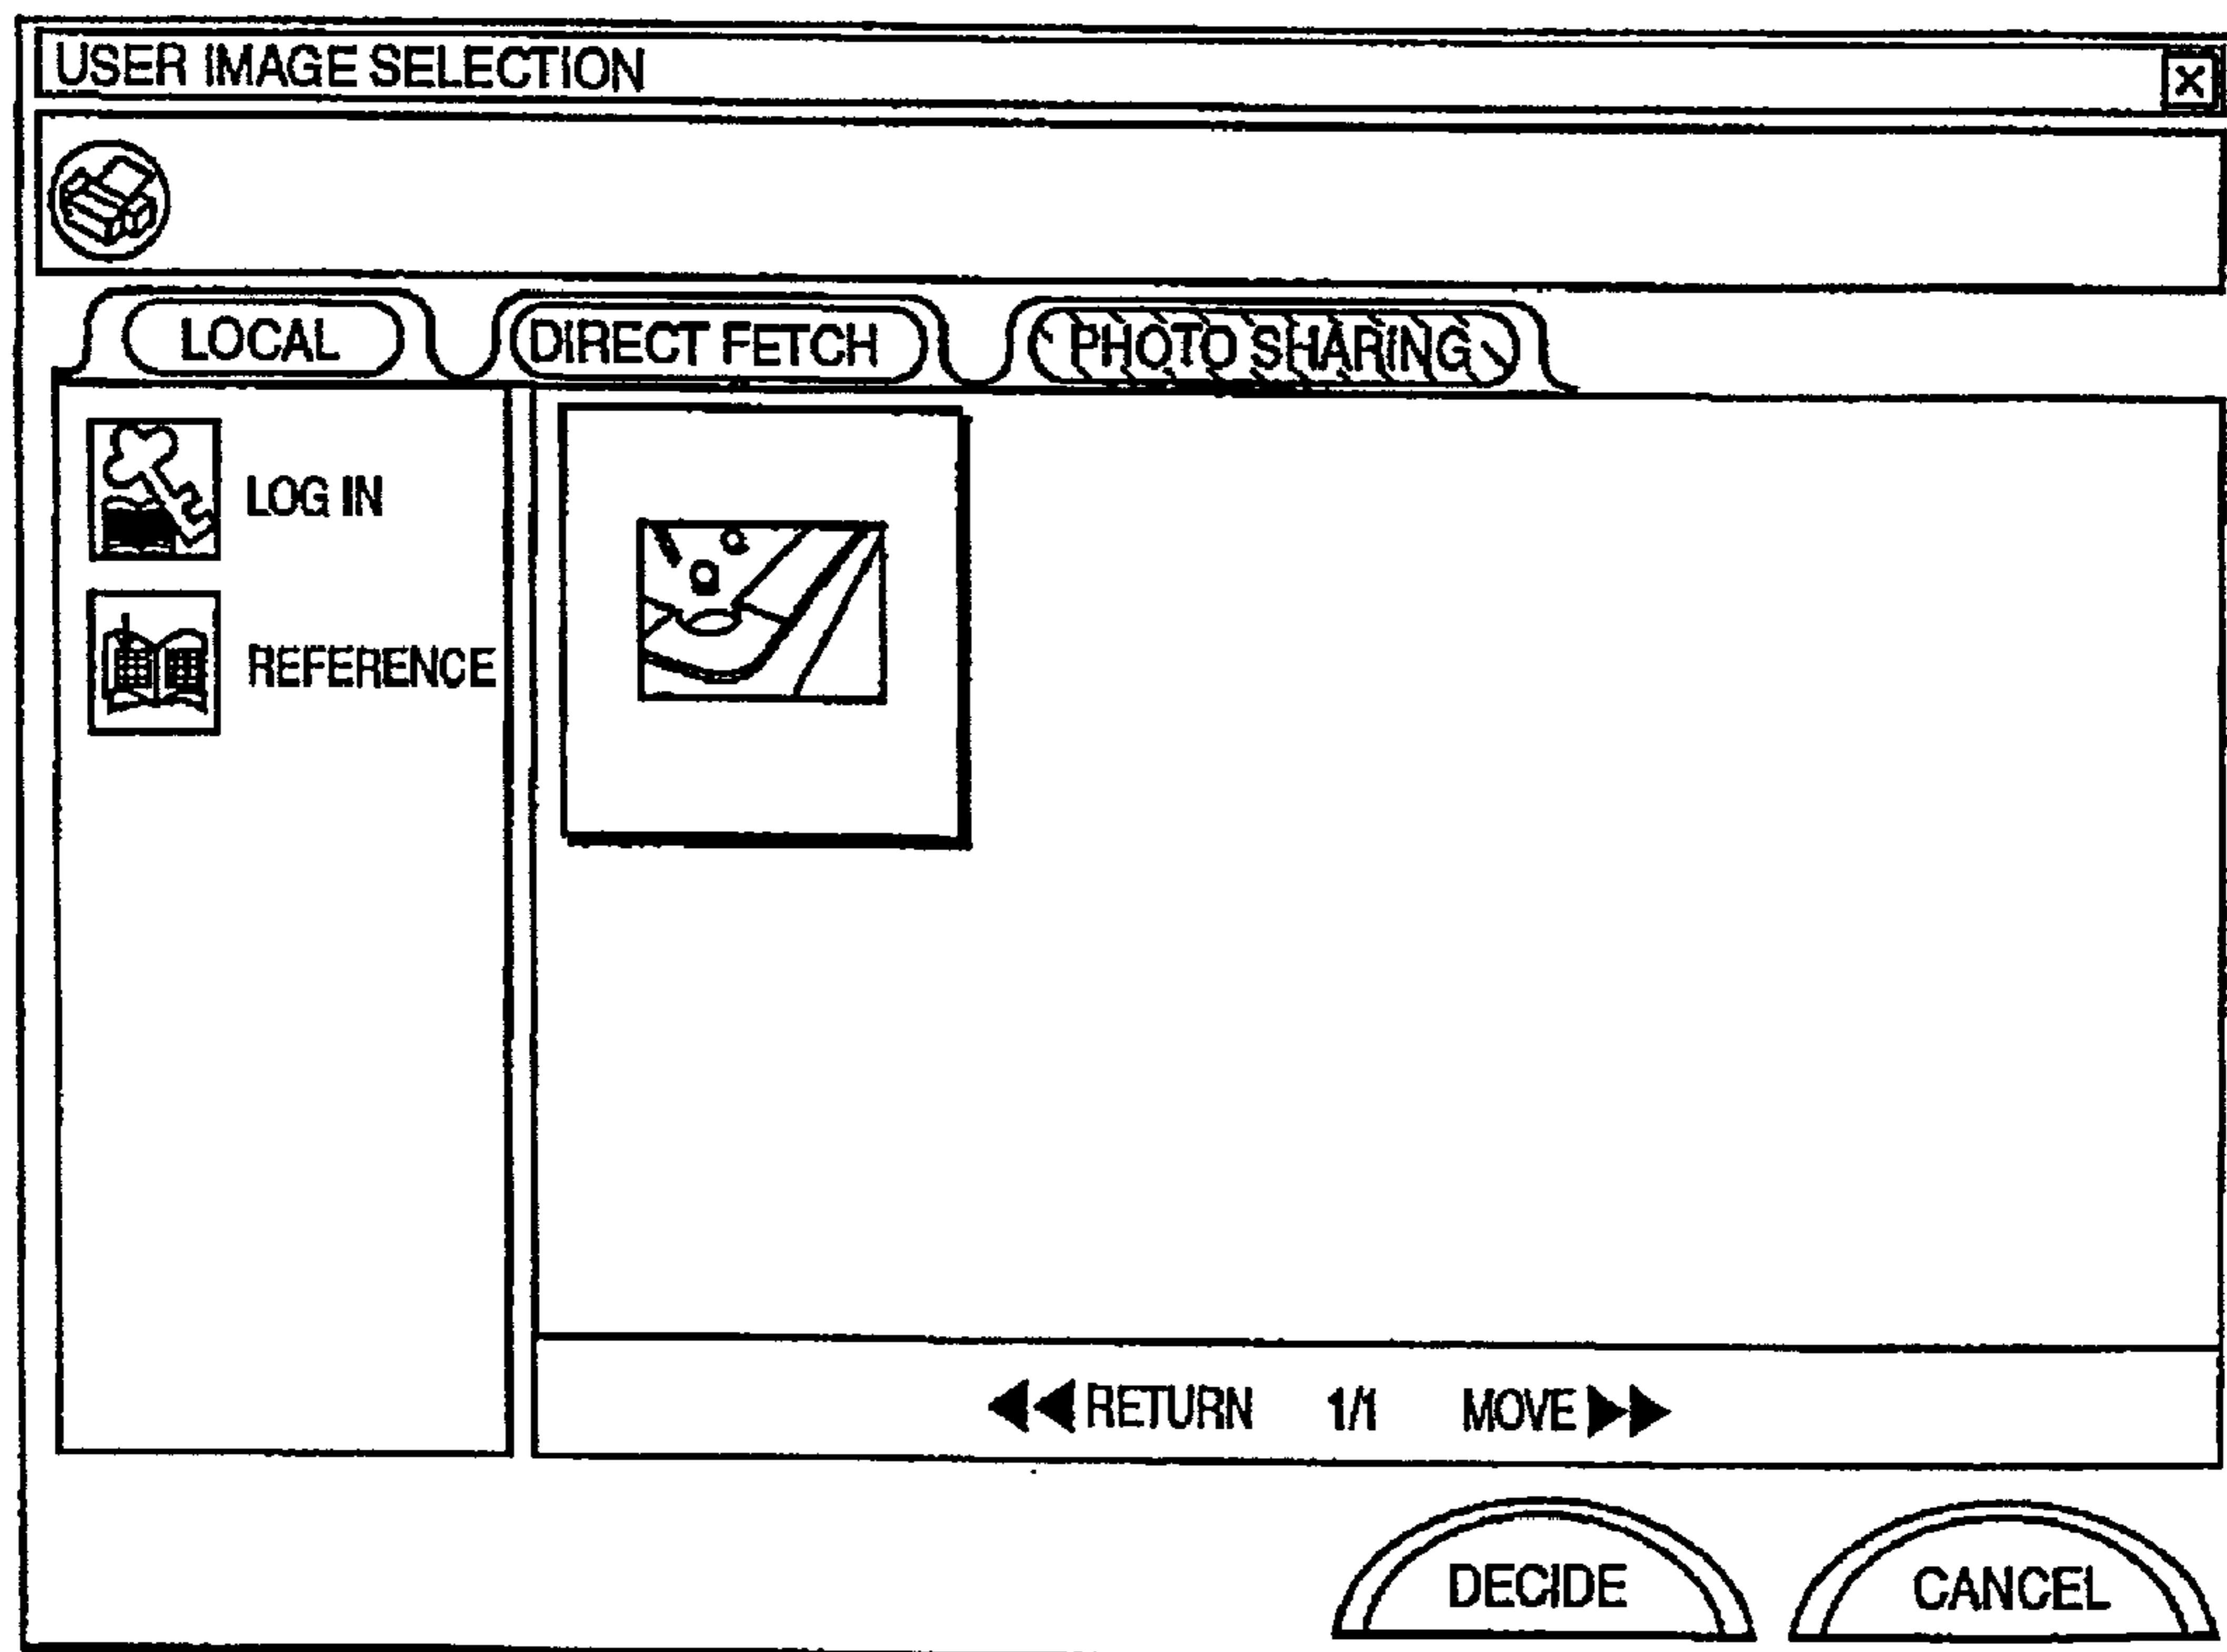 USER IMAGE SELECTION
LOCAL DIRECT FETCH PHOTO SHARING
LOG IN
REFERENCE
RETURN 1/1 MOVE
DECIDE CANCEL